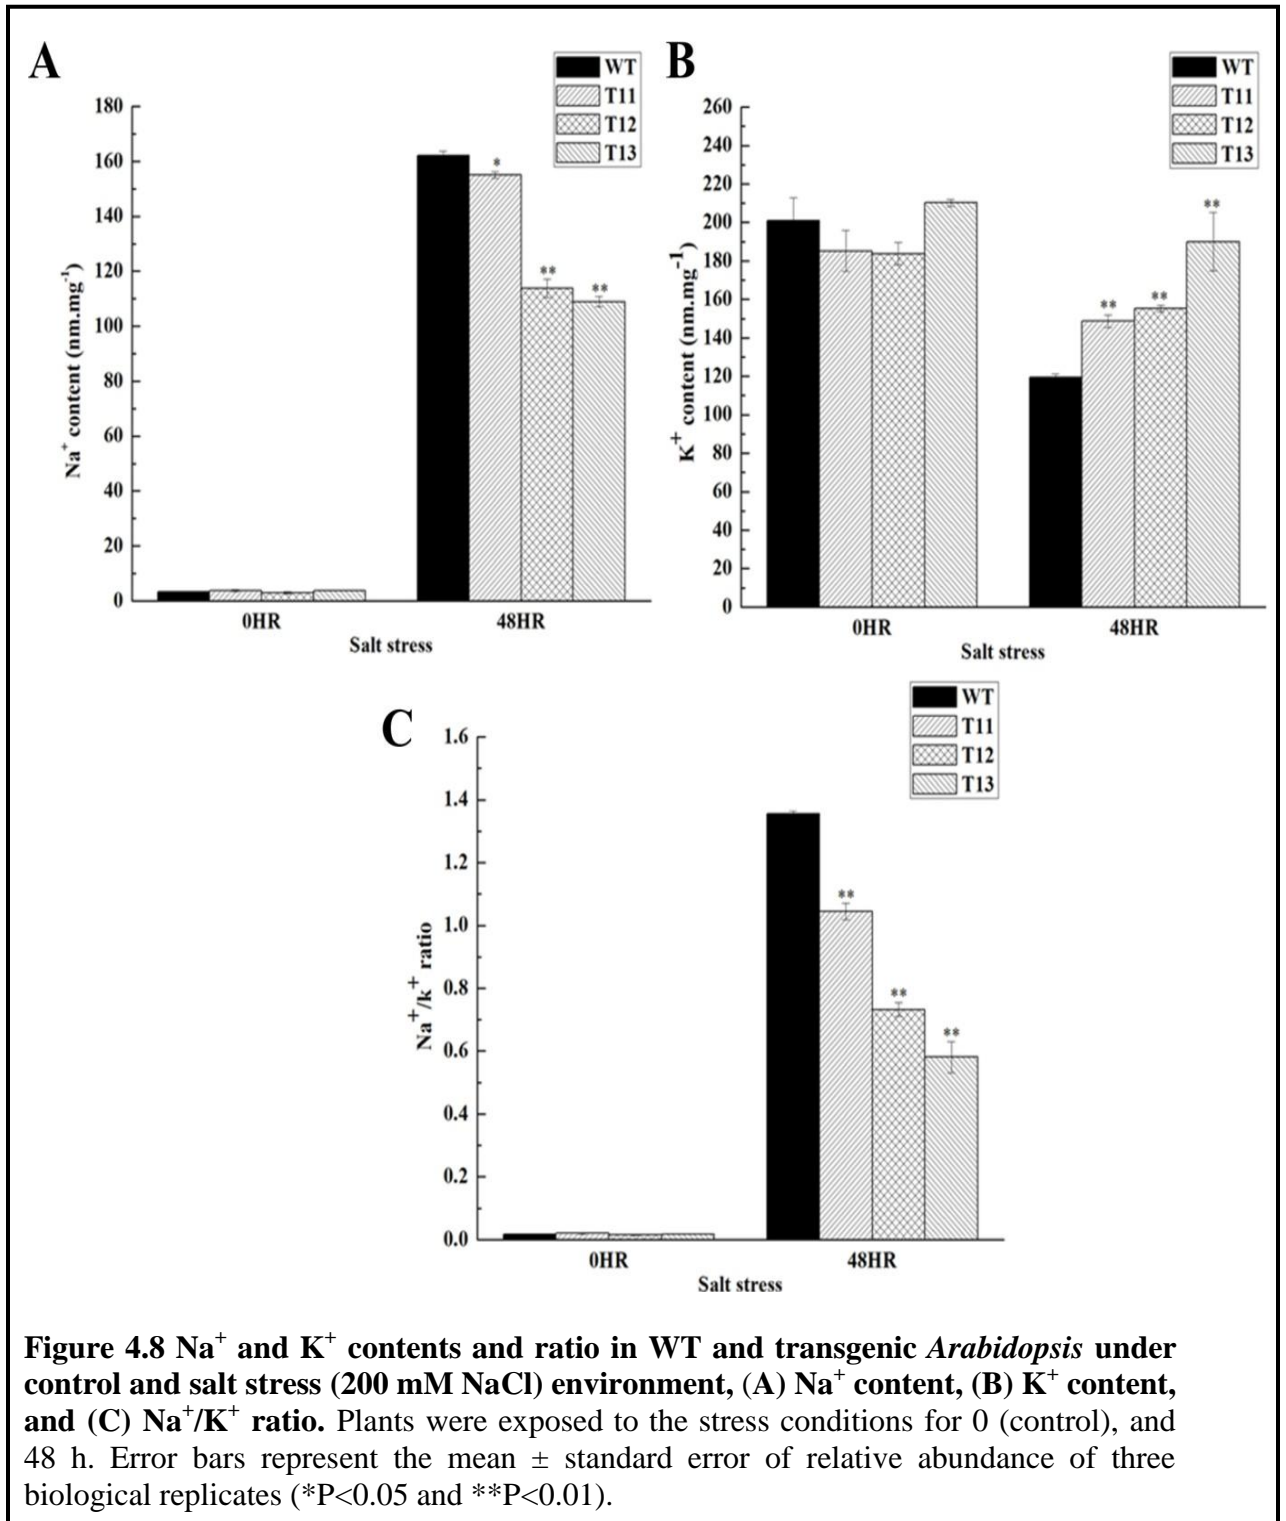 A
WT
T11
T12
T13
180
160
140
120
100
80
60
40
20
0
Na⁺ content (nm.mg⁻¹)
*
**
**
0HR
48HR
Salt stress
B
WT
T11
T12
T13
260
240
220
200
180
160
140
120
100
80
60
40
20
0
K⁺ content (nm.mg⁻¹)
**
**
**
0HR
48HR
Salt stress
C
WT
T11
T12
T13
1.6
1.4
1.2
1.0
0.8
0.6
0.4
0.2
0.0
Na⁺/k⁺ ratio
**
**
**
0HR
48HR
Salt stress
Figure 4.8 Na⁺ and K⁺ contents and ratio in WT and transgenic Arabidopsis under
control and salt stress (200 mM NaCl) environment, (A) Na⁺ content, (B) K⁺ content,
and (C) Na⁺/K⁺ ratio. Plants were exposed to the stress conditions for 0 (control), and
48 h. Error bars represent the mean ± standard error of relative abundance of three
biological replicates (*P<0.05 and **P<0.01).